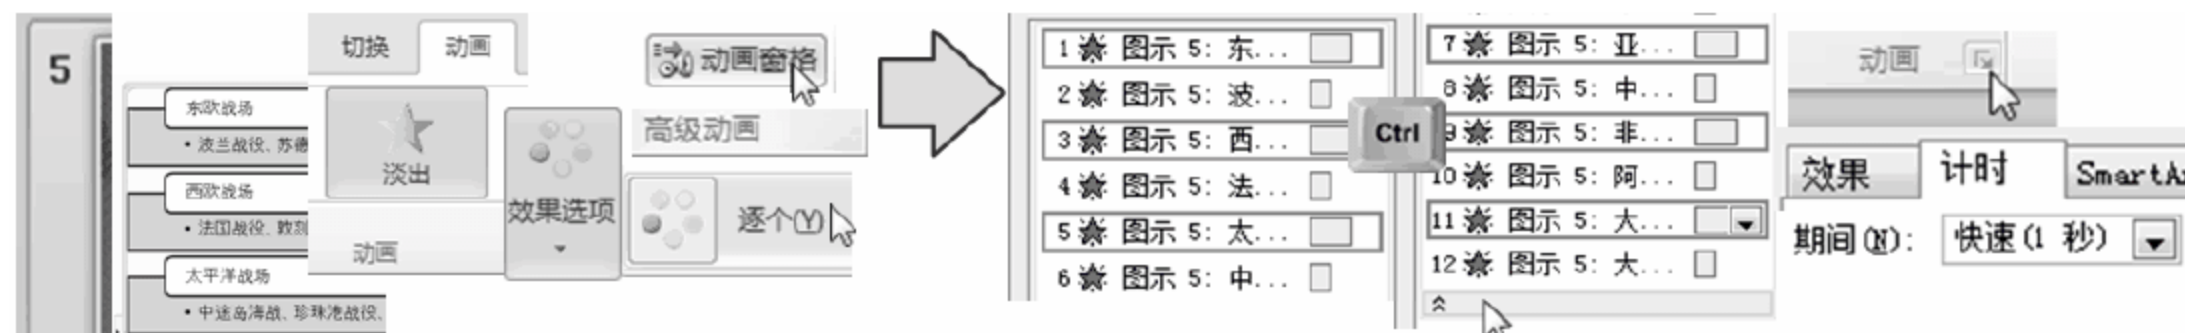 5
东欧战场
• 波兰战役、苏德
西欧战场
• 法国战役、敦刻
太平洋战场
• 中途岛海战、珍珠港战役、
切换 动画
淡出
动画
效果选项
动画窗格
高级动画
逐个(Y)
1 图示 5: 东...
2 图示 5: 波...
3 图示 5: 西...
4 图示 5: 法...
5 图示 5: 太...
6 图示 5: 中...
Ctrl
7 图示 5: 亚...
8 图示 5: 中...
9 图示 5: 非...
10 图示 5: 阿...
11 图示 5: 大...
12 图示 5: 大...
动画
效果 计时 SmartAr
期间(N): 快速(1 秒)